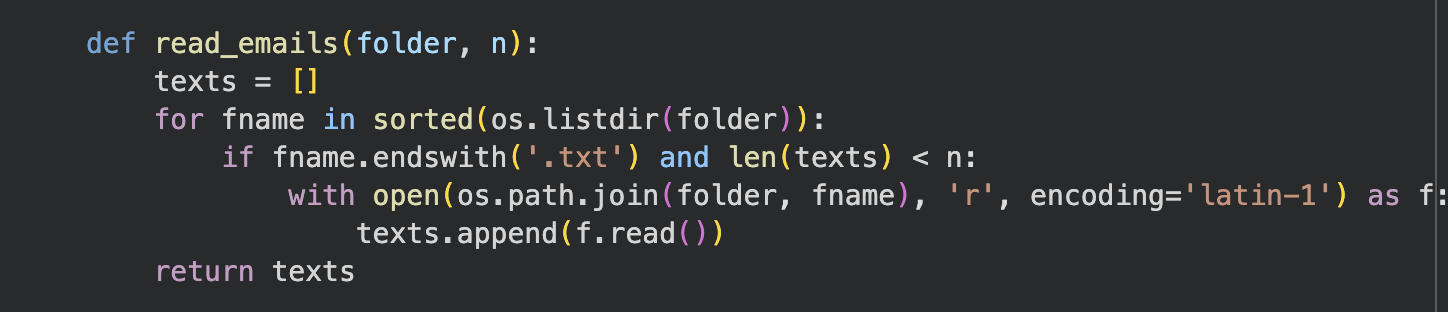 def read_emails(folder, n):
    texts = []
    for fname in sorted(os.listdir(folder)):
        if fname.endswith('.txt') and len(texts) < n:
            with open(os.path.join(folder, fname), 'r', encoding='latin-1') as f:
                texts.append(f.read())
    return texts